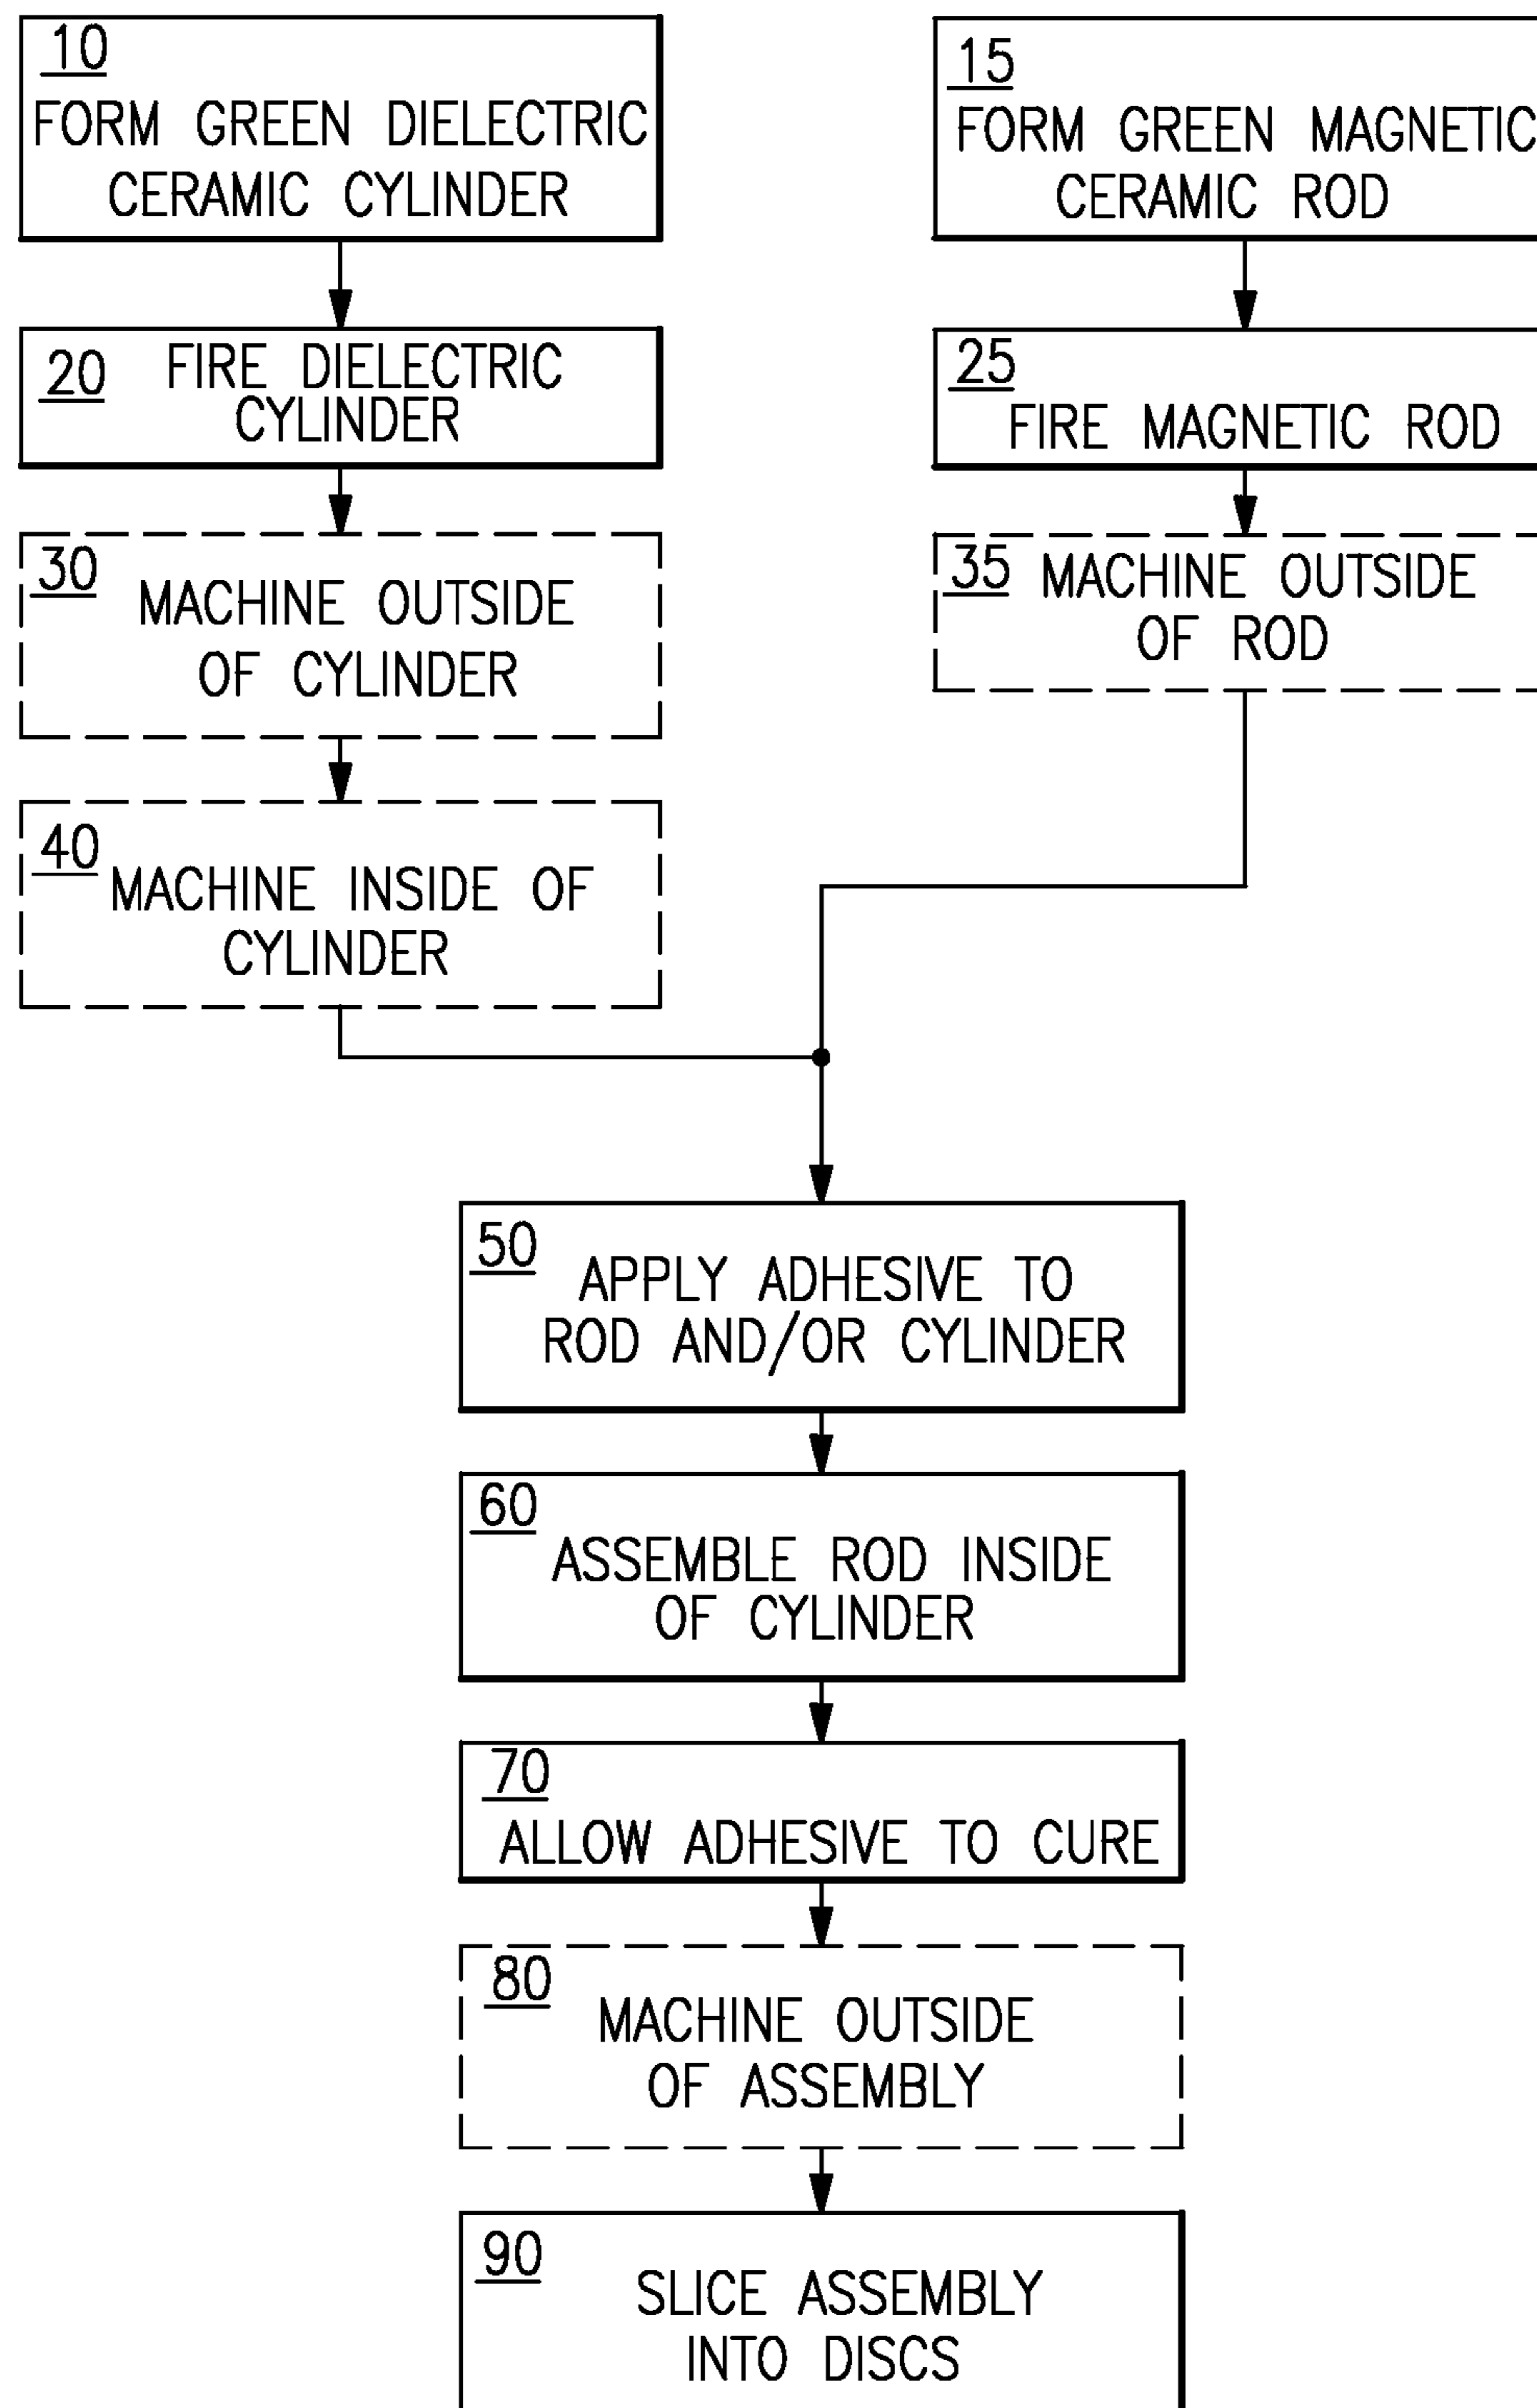 10
FORM GREEN DIELECTRIC
CERAMIC CYLINDER
15
FORM GREEN MAGNETIC
CERAMIC ROD
20 FIRE DIELECTRIC
CYLINDER
25
FIRE MAGNETIC ROD
30
MACHINE OUTSIDE
OF CYLINDER
35 MACHINE OUTSIDE
OF ROD
40
MACHINE INSIDE OF
CYLINDER
50
APPLY ADHESIVE TO
ROD AND/OR CYLINDER
60
ASSEMBLE ROD INSIDE
OF CYLINDER
70
ALLOW ADHESIVE TO CURE
80
MACHINE OUTSIDE
OF ASSEMBLY
90
SLICE ASSEMBLY
INTO DISCS